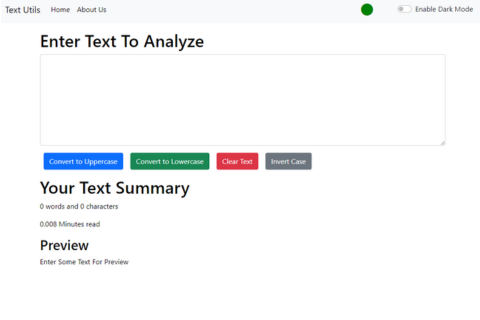 Text Utils Home About Us Enable Dark Mode
Enter Text To Analyze
Convert to Uppercase Convert to Lowercase Clear Text Invert Case
Your Text Summary
0 words and 0 characters
0.008 Minutes read
Preview
Enter Some Text For Preview